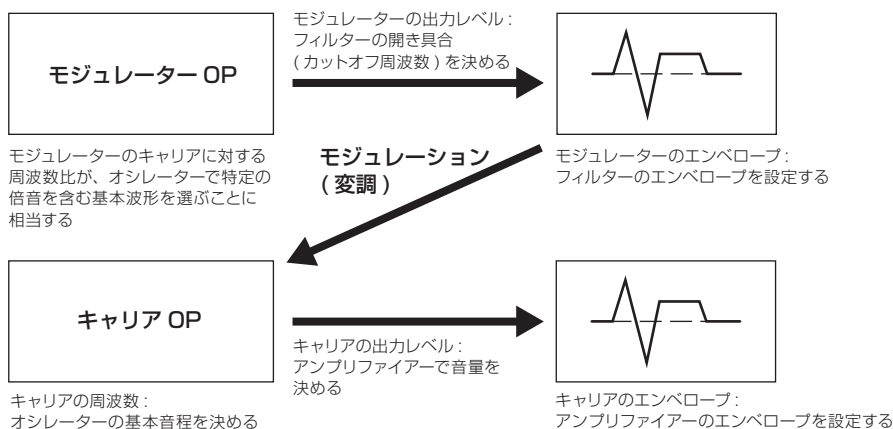 モジュレーター OP
モジュレーターの出力レベル :
フィルターの開き具合
( カットオフ周波数 ) を決める
モジュレーターのキャリアに対する
周波数比が、オシレーターで特定の
倍音を含む基本波形を選ぶことに
相当する
モジュレーション
( 変調 )
モジュレーターのエンベロープ :
フィルターのエンベロープを設定する
キャリア OP
キャリアの出力レベル :
アンプリファイアーで音量を
決める
キャリアの周波数 :
オシレーターの基本音程を決める
キャリアのエンベロープ :
アンプリファイアーのエンベロープを設定する